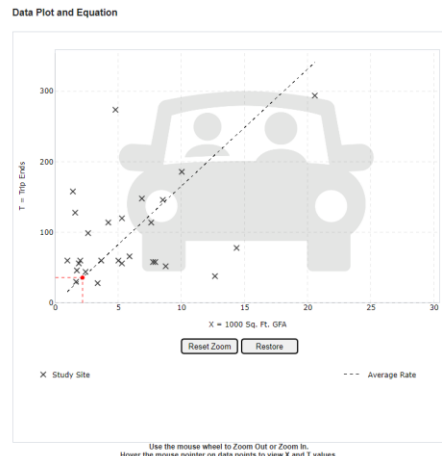 Data Plot and Equation
300
200
100
0
0 5 10 15 20 25 30
T = Trip Ends
X = 1000 Sq. Ft. GFA
Reset Zoom Restore
Study Site Average Rate
Use the mouse wheel to Zoom Out or Zoom In.
Hover the mouse pointer on data points to view X and T values.